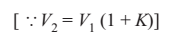 [ ∵ V₂ = V₁ (1 + K)]